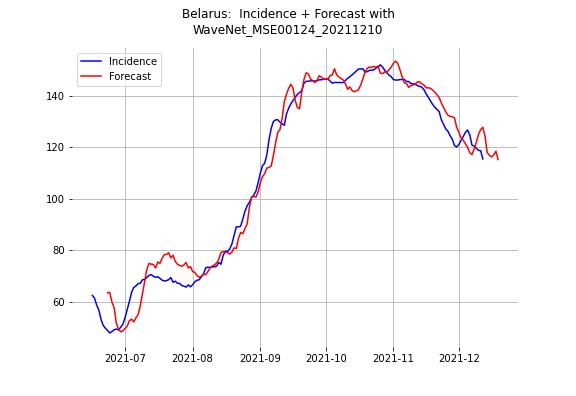 Belarus:  Incidence + Forecast with
WaveNet_MSE00124_20211210
Incidence
Forecast
140
120
100
80
60
2021-07 2021-08 2021-09 2021-10 2021-11 2021-12